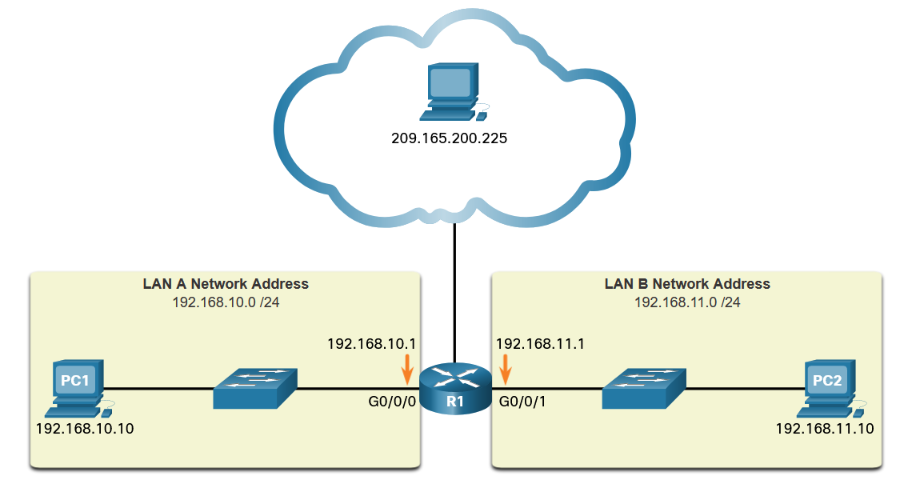 209.165.200.225
LAN A Network Address
192.168.10.0 /24
LAN B Network Address
192.168.11.0 /24
192.168.10.1
192.168.11.1
PC1
G0/0/0
R1
G0/0/1
PC2
192.168.10.10
192.168.11.10